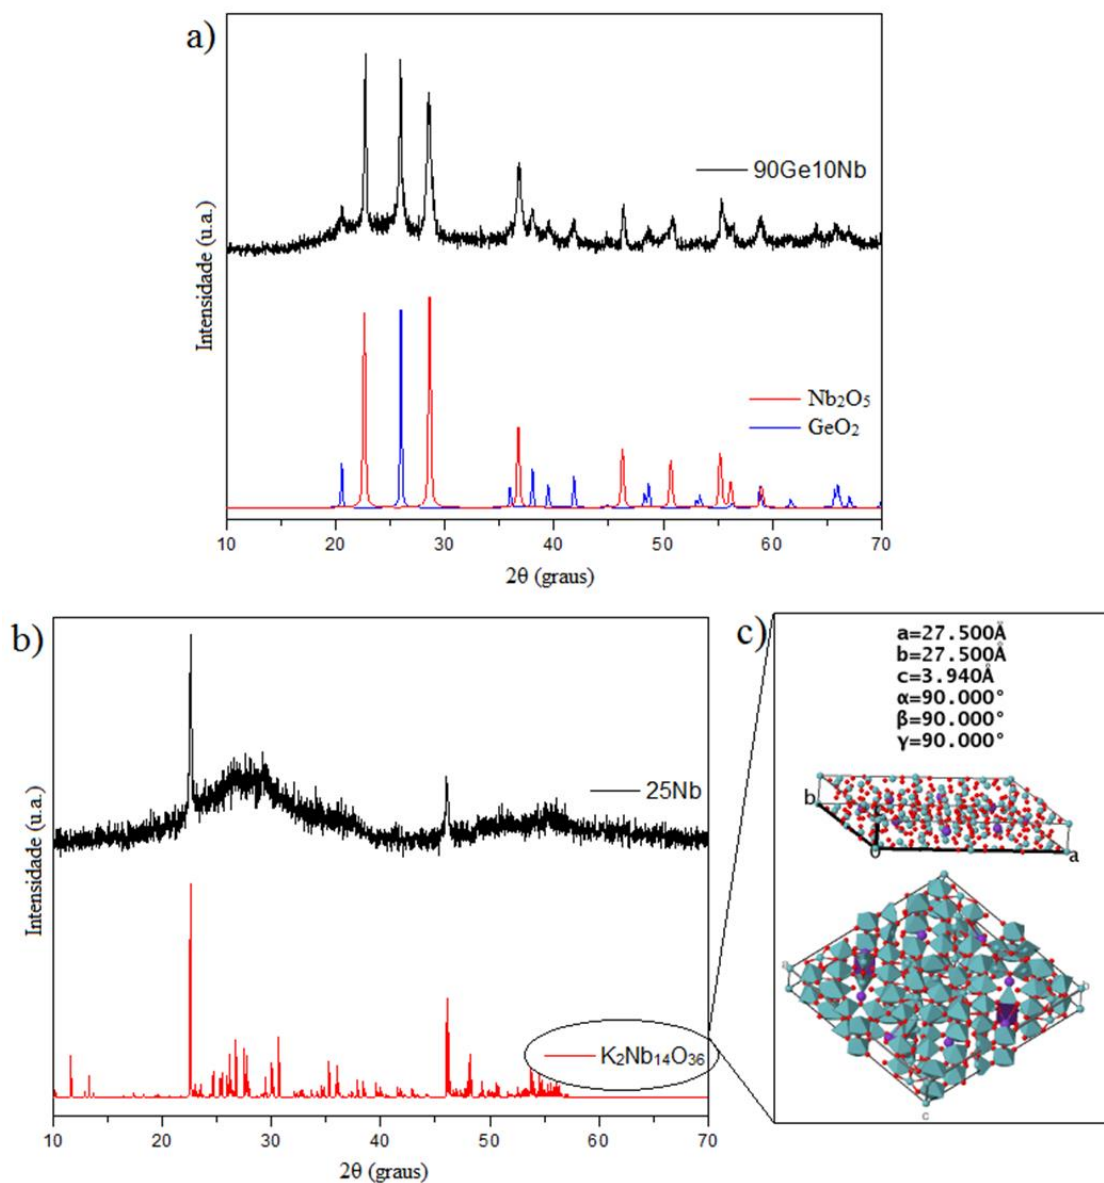 a)
Intensidade (u.a.)
90Ge10Nb
Nb₂O₅
GeO₂
10 20 30 40 50 60 70
2θ (graus)
b)
Intensidade (u.a.)
25Nb
K₂Nb₁₄O₃₆
10 20 30 40 50 60 70
2θ (graus)
c)
a=27.500Å
b=27.500Å
c=3.940Å
α=90.000°
β=90.000°
γ=90.000°
b
o
a
a
b
c